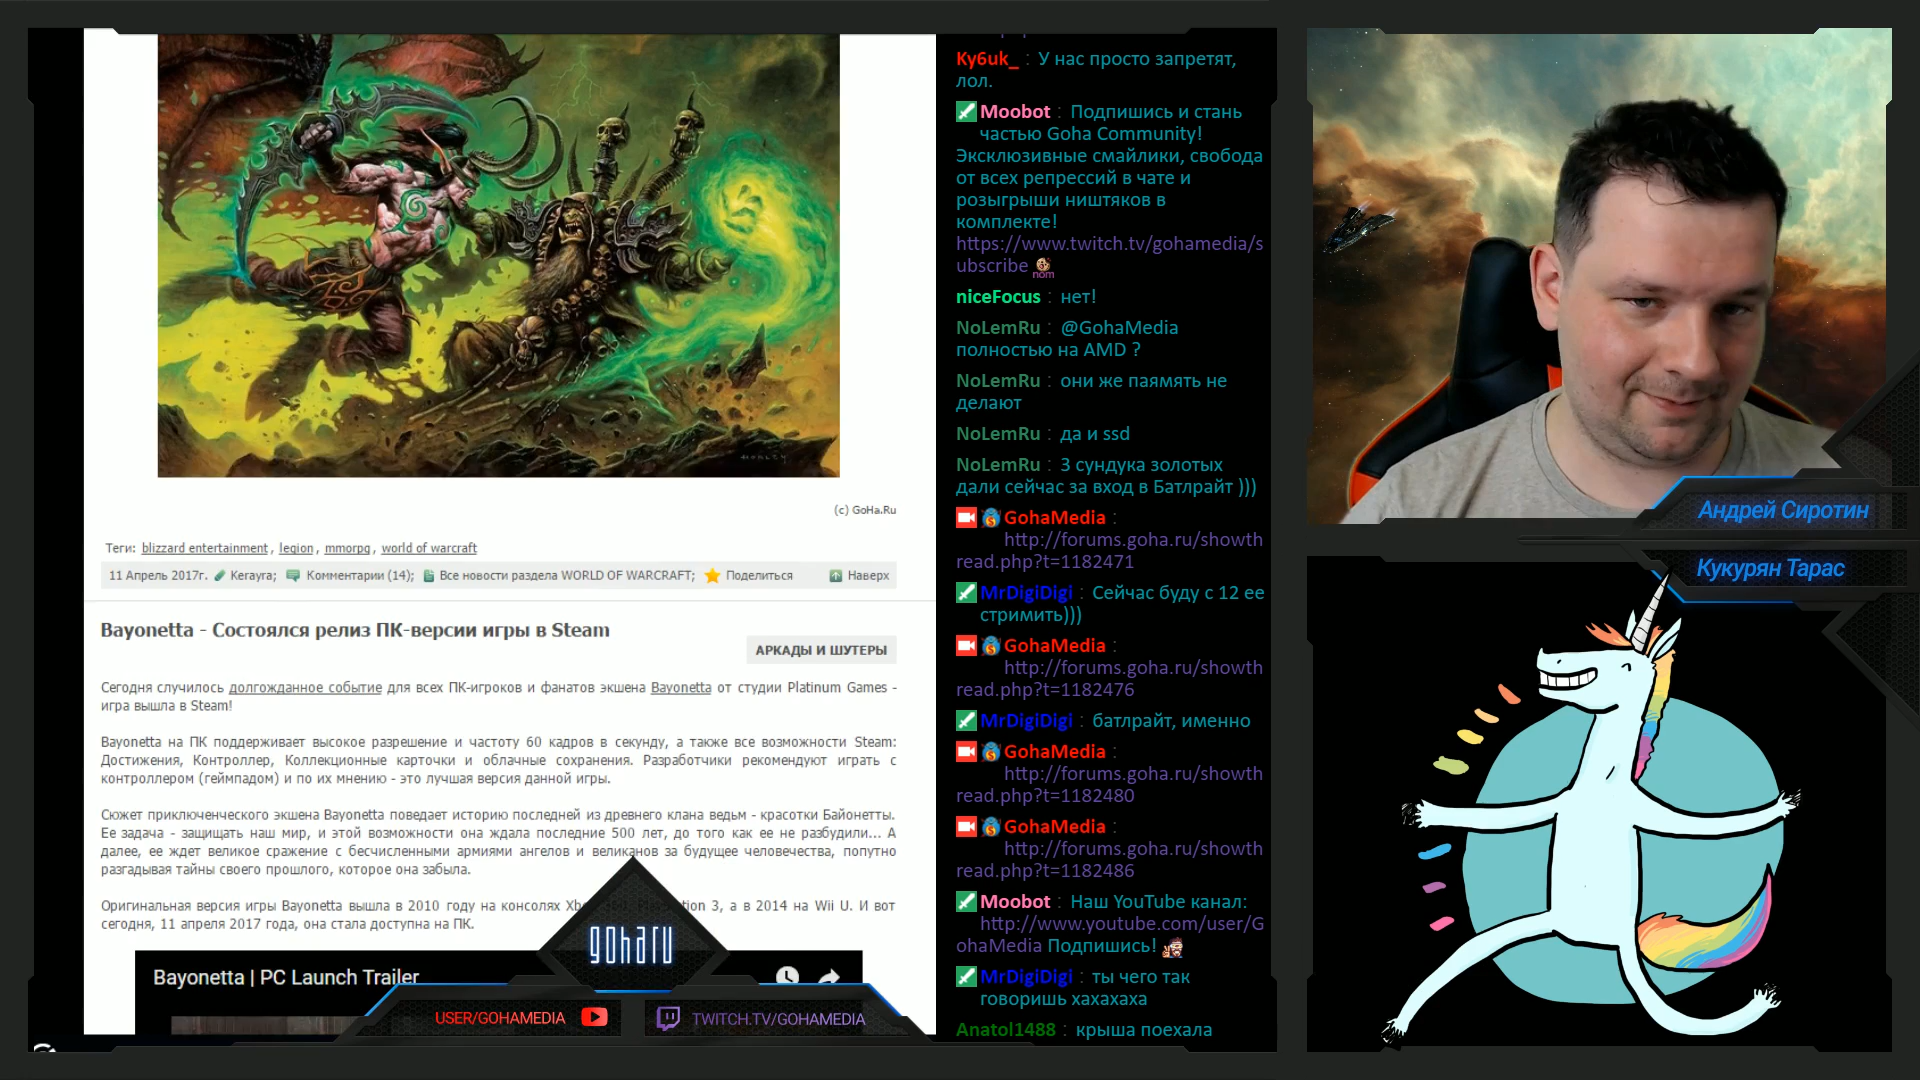 (c) GoHa.Ru
Теги: blizzard entertainment, legion, mmorpg, world of warcraft
11 Апрель 2017г. Kerayга; Комментарии (14); Все новости раздела WORLD OF WARCRAFT; Поделиться Наверх
Bayonetta - Состоялся релиз ПК-версии игры в Steam
АРКАДЫ И ШУТЕРЫ
Сегодня случилось долгожданное событие для всех ПК-игроков и фанатов экшена Bayonetta от студии Platinum Games -
игра вышла в Steam!
Bayonetta на ПК поддерживает высокое разрешение и частоту 60 кадров в секунду, а также все возможности Steam:
Достижения, Контроллер, Коллекционные карточки и облачные сохранения. Разработчики рекомендуют играть с
контроллером (геймпадом) и по их мнению - это лучшая версия данной игры.
Сюжет приключенческого экшена Bayonetta поведает историю последней из древнего клана ведьм - красотки Байонетты.
Ее задача - защищать наш мир, и этой возможности она ждала последние 500 лет, до того как ее не разбудили... А
далее, ее ждет великое сражение с бесчисленными армиями ангелов и великанов за будущее человечества, попутно
разгадывая тайны своего прошлого, которое она забыла.
Оригинальная версия игры Bayonetta вышла в 2010 году на консолях 3, а в 2014 на Wii U. И вот
сегодня, 11 апреля 2017 года, она стала доступна на ПК.
Bayonetta | PC Launch Trailer
goharu
USER/GOHAMEDIA
TWITCH.TV/GOHAMEDIA
Ky6uk_ : У нас просто запретят,
лол.
Moobot : Подпишись и стань
частью Goha Community!
Эксклюзивные смайлики, свобода
от всех репрессий в чате и
розыгрыши ништяков в
комплекте!
https://www.twitch.tv/gohamedia/s
ubscribe nom
niceFocus : нет!
NoLemRu : @GohaMedia
полностью на AMD ?
NoLemRu : они же паямять не
делают
NoLemRu : да и ssd
NoLemRu : 3 сундука золотых
дали сейчас за вход в Батлрайт )))
GohaMedia :
http://forums.goha.ru/showth
read.php?t=1182471
MrDigiDigi : Сейчас буду с 12 ее
стримить)))
GohaMedia :
http://forums.goha.ru/showth
read.php?t=1182476
MrDigiDigi : батлрайт, именно
GohaMedia :
http://forums.goha.ru/showth
read.php?t=1182480
GohaMedia :
http://forums.goha.ru/showth
read.php?t=1182486
Moobot : Наш YouTube канал:
http://www.youtube.com/user/G
ohaMedia Подпишись!
MrDigiDigi : ты чего так
говоришь хахахаха
Anatol1488 : крыша поехала
Андрей Сиротин
Кукурян Тарас